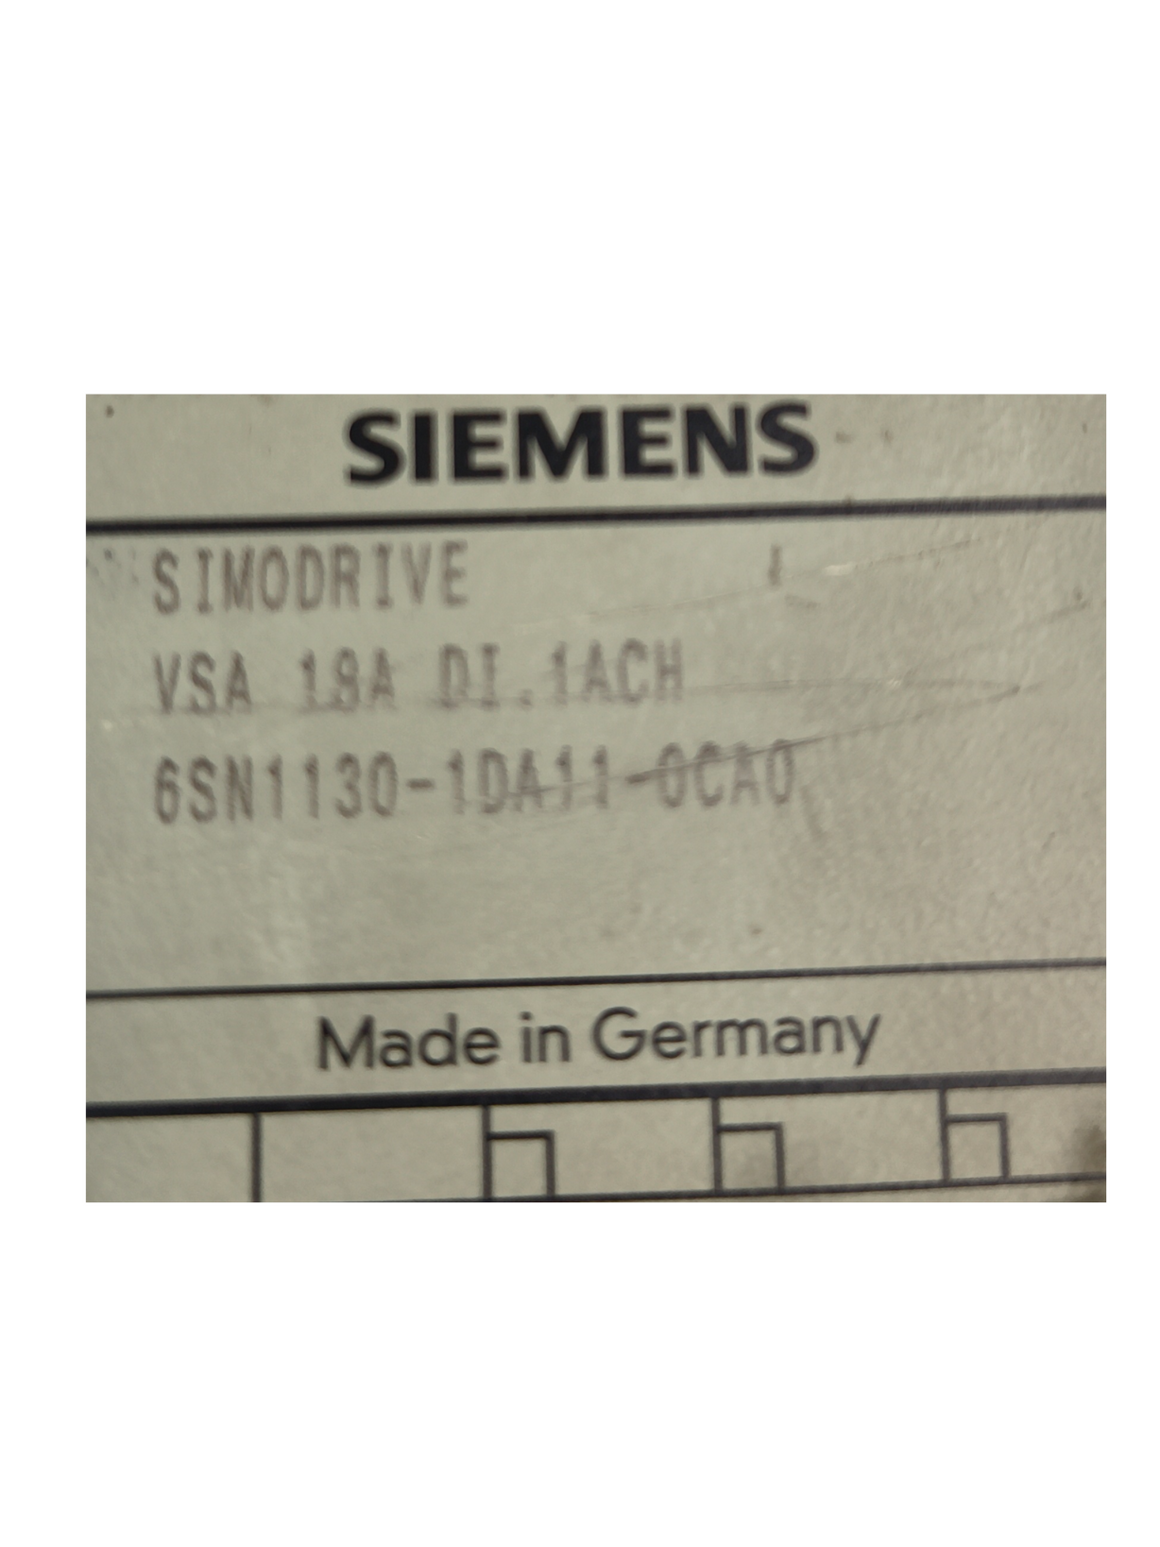 SIEMENS
SIMODRIVE
VSA 18A DI.1ACH
6SN1130-1DA11-0CA0
Made in Germany